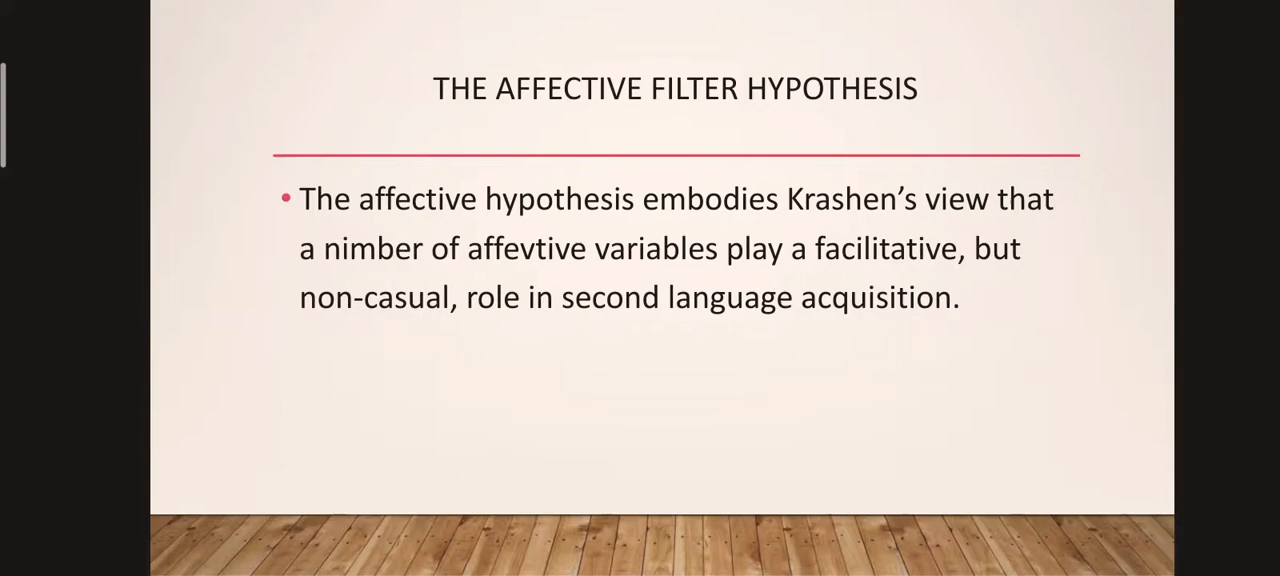 THE AFFECTIVE FILTER HYPOTHESIS
• The affective hypothesis embodies Krashen’s view that
a nimber of affevtive variables play a facilitative, but
non-casual, role in second language acquisition.